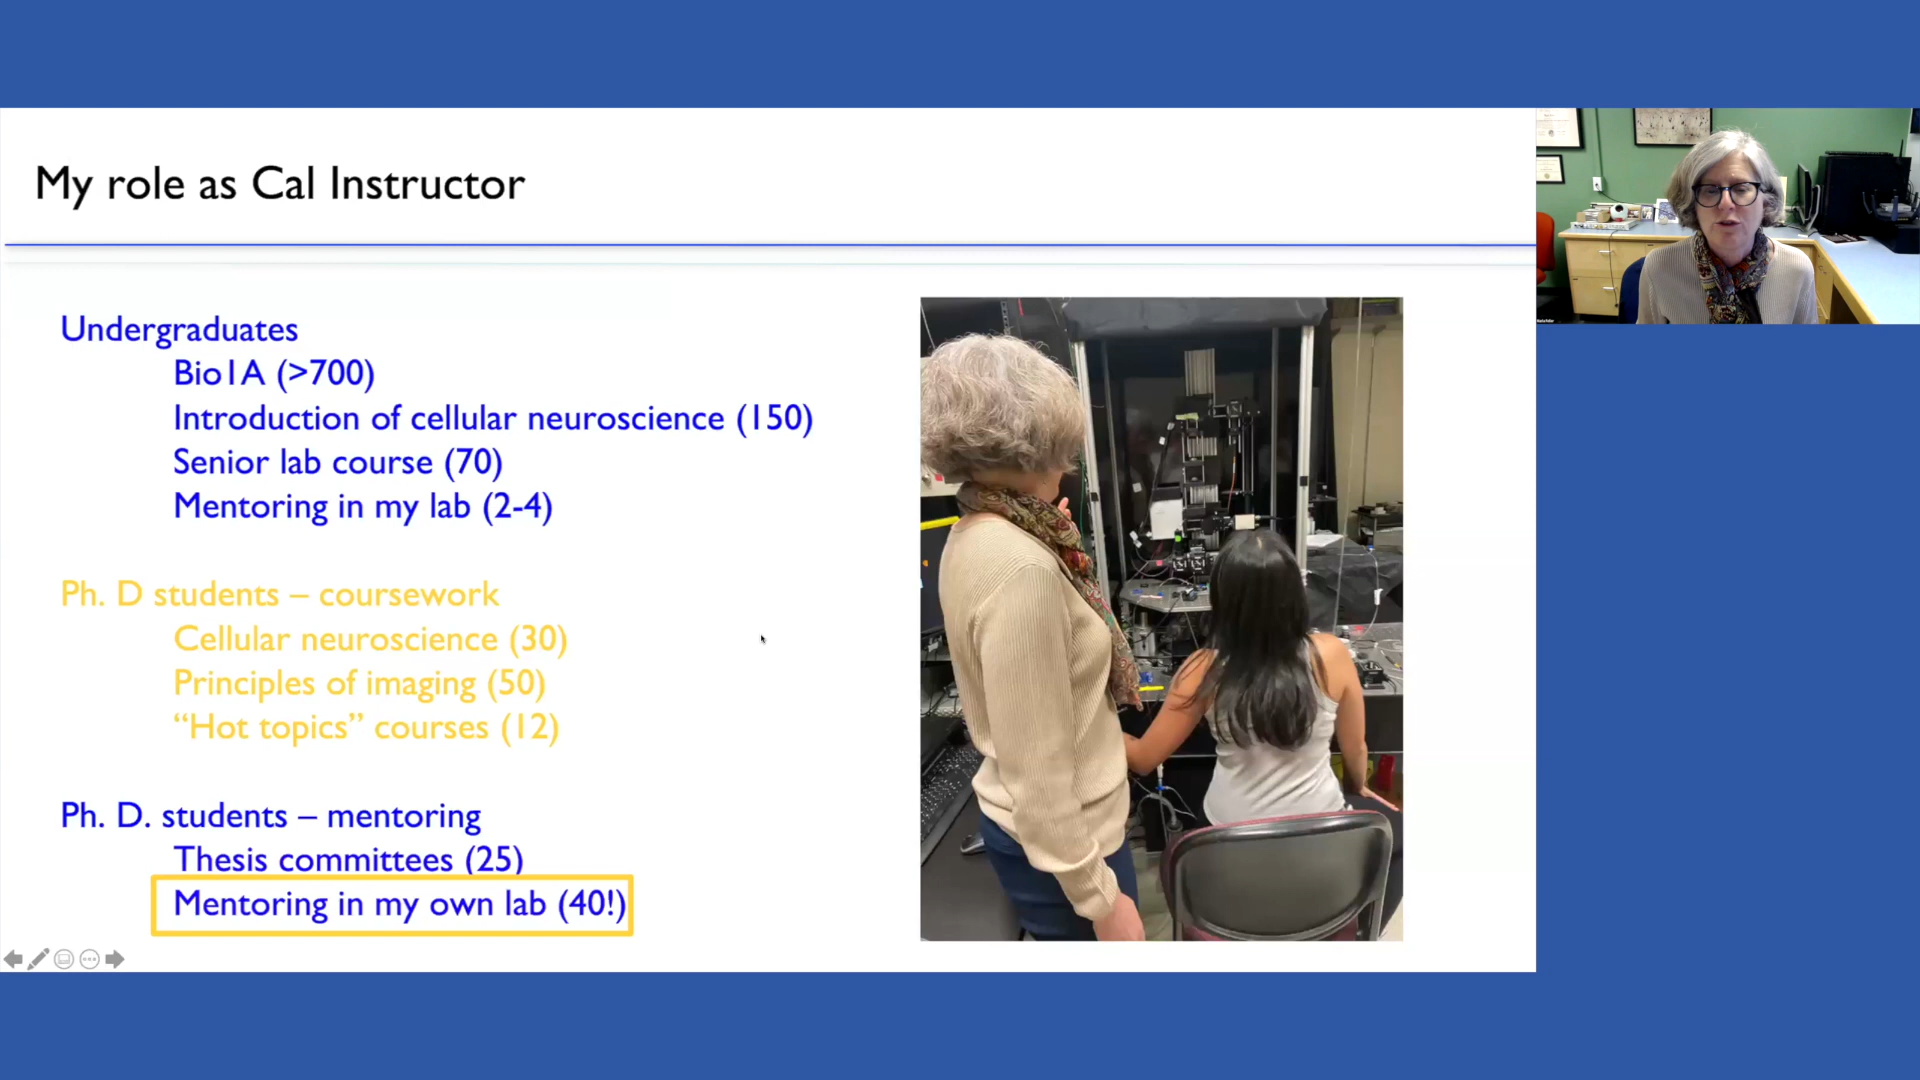 My role as Cal Instructor
Undergraduates
Bio1A (>700)
Introduction of cellular neuroscience (150)
Senior lab course (70)
Mentoring in my lab (2-4)
Ph. D students – coursework
Cellular neuroscience (30)
Principles of imaging (50)
“Hot topics” courses (12)
Ph. D. students – mentoring
Thesis committees (25)
Mentoring in my own lab (40!)